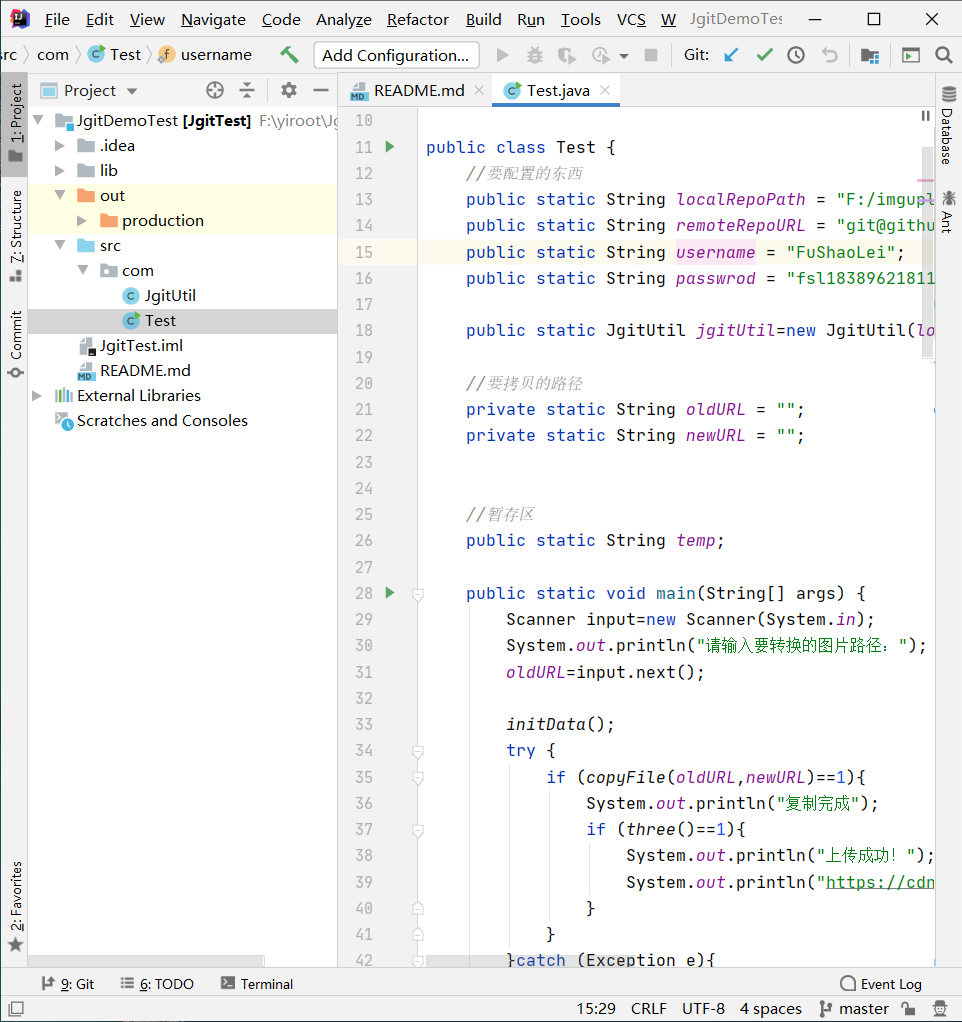 File Edit View Navigate Code Analyze Refactor Build Run Tools VCS W JgitDemoTes
src com Test username Add Configuration... Git:
1: Project
Z: Structure
Commit
2: Favorites
Project
JgitDemoTest [JgitTest] F:\yiroot\Jg
.idea
lib
out
production
src
com
JgitUtil
Test
JgitTest.iml
README.md
External Libraries
Scratches and Consoles
README.md Test.java
10
11 public class Test {
12 //要配置的东西
13 public static String localRepoPath = "F:/imgupl
14 public static String remoteRepoURL = "git@githu
15 public static String username = "FuShaoLei";
16 public static String passwrod = "fsl18389621811
17
18 public static JgitUtil jgitUtil=new JgitUtil(lo
19
20 //要拷贝的路径
21 private static String oldURL = "";
22 private static String newURL = "";
23
24
25 //暂存区
26 public static String temp;
27
28 public static void main(String[] args) {
29 Scanner input=new Scanner(System.in);
30 System.out.println("请输入要转换的图片路径：");
31 oldURL=input.next();
32
33 initData();
34 try {
35 if (copyFile(oldURL,newURL)==1){
36 System.out.println("复制完成");
37 if (three()==1){
38 System.out.println("上传成功！");
39 System.out.println("https://cdn
40 }
41 }
42 }catch (Exception e){
Database
Ant
9: Git 6: TODO Terminal Event Log
15:29 CRLF UTF-8 4 spaces master